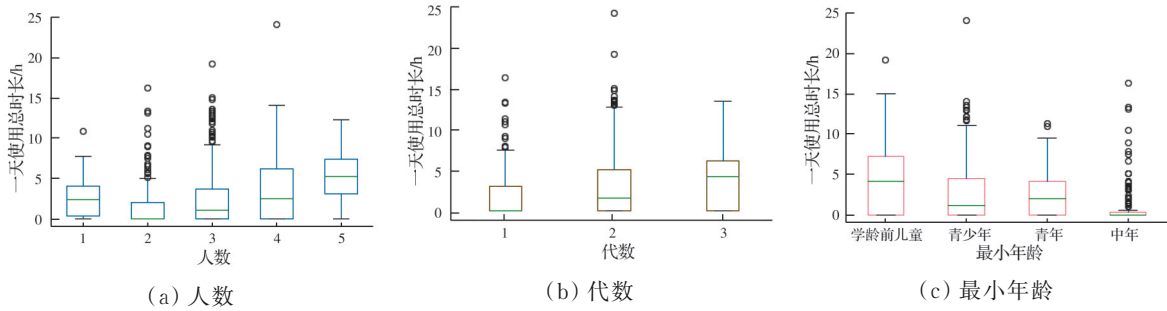 25
20
15
10
5
0
一天使用总时长/h
1 2 3 4 5
人数
(a) 人数
25
20
15
10
5
0
一天使用总时长/h
1 2 3
代数
(b) 代数
25
20
15
10
5
0
一天使用总时长/h
学龄前儿童 青少年 青年 中年
最小年龄
(c) 最小年龄